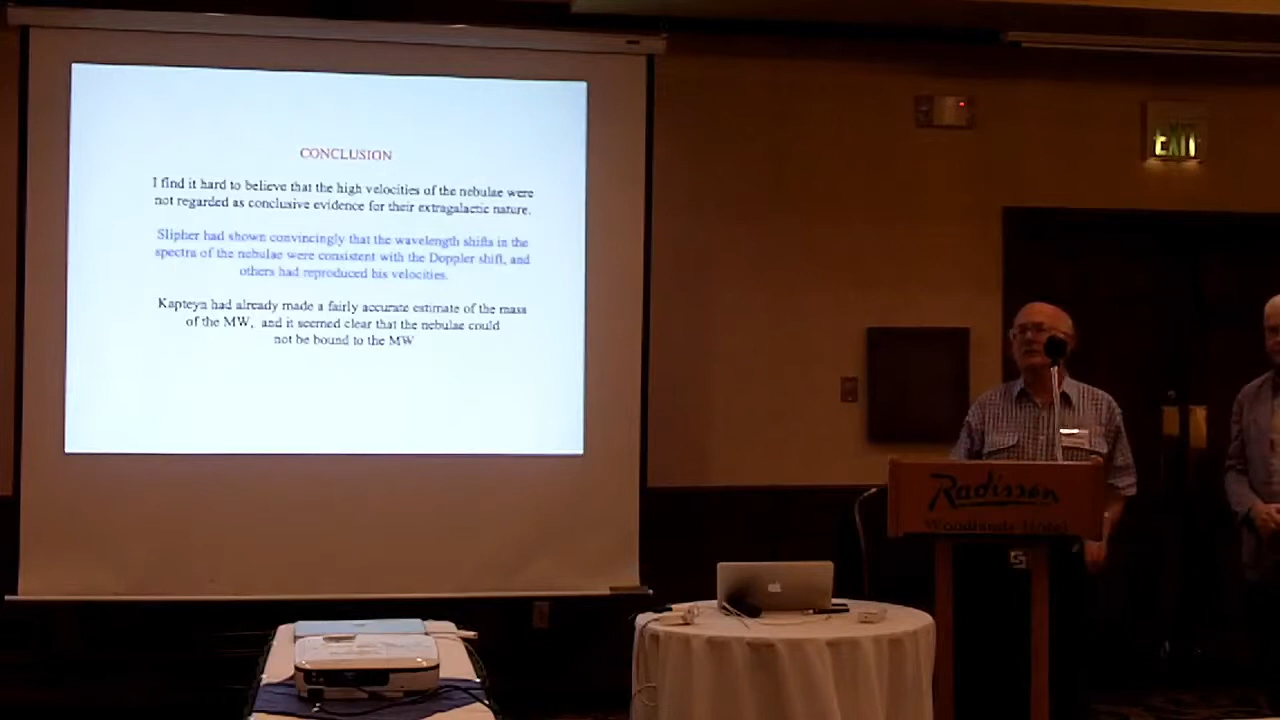 CONCLUSION
I find it hard to believe that the high velocities of the nebulae were
not regarded as conclusive evidence for their extragalactic nature.
Slipher had shown convincingly that the wavelength shifts in the
spectra of the nebulae were consistent with the Doppler shift, and
others had reproduced his velocities.
Kapteyn had already made a fairly accurate estimate of the mass
of the MW, and it seemed clear that the nebulae could
not be bound to the MW
EXIT
Radisson
Woodlands Hotel